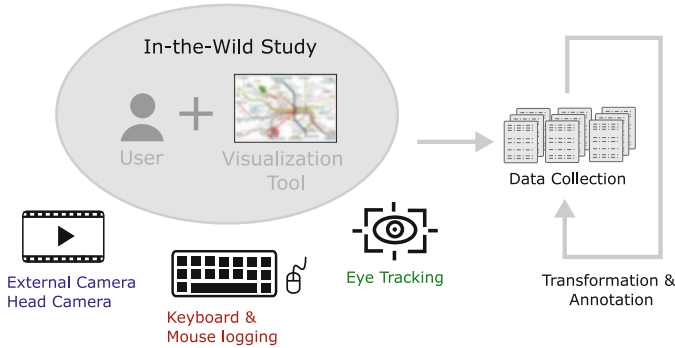 In-the-Wild Study
User
Visualization
Tool
Data Collection
External Camera
Head Camera
Keyboard &
Mouse logging
Eye Tracking
Transformation &
Annotation